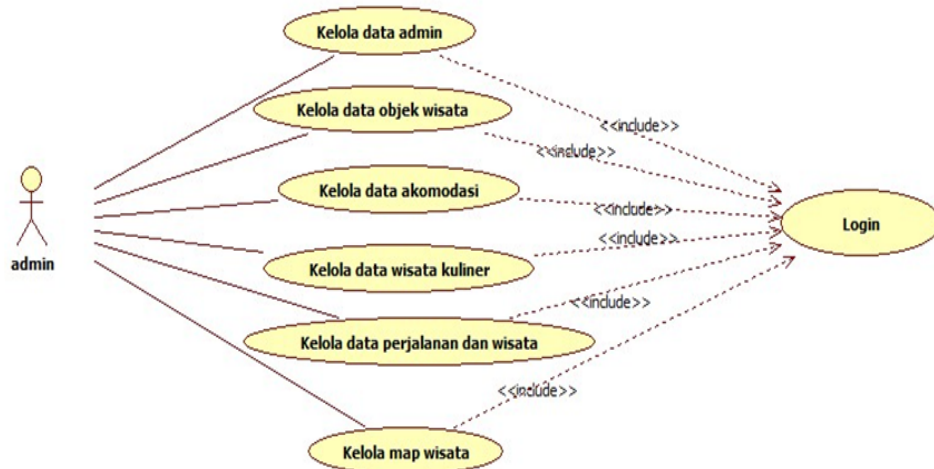 Kelola data admin
Kelola data objek wisata
<<include>>
<<include>>
Kelola data akomodasi
<<include>>
Login
<<include>>
admin
Kelola data wisata kuliner
<<include>>
Kelola data perjalanan dan wisata
<<include>>
Kelola map wisata